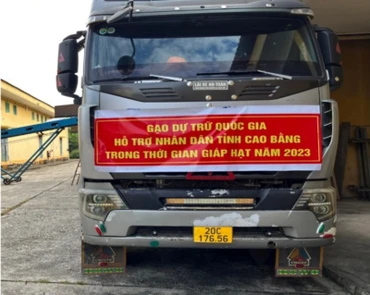 GẠO DỰ TRỮ QUỐC GIA
HỖ TRỢ NHÂN DÂN TỈNH CAO BẰNG
TRONG THỜI GIAN GIÁP HẠT NĂM 2023
20C
176.56